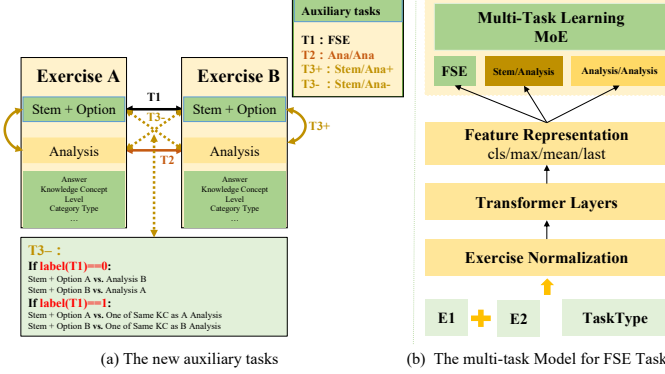 Auxiliary tasks
T1 : FSE
T2 : Ana/Ana
T3+ : Stem/Ana+
T3- : Stem/Ana-
Exercise A
Exercise B
Stem + Option
T1
Stem + Option
T3-
T3+
Analysis
Analysis
T2
Answer
Knowledge Concept
Level
Category Type
…
Answer
Knowledge Concept
Level
Category Type
…
T3− :
If label(T1)==0:
Stem + Option A vs. Analysis B
Stem + Option B vs. Analysis A
If label(T1)==1:
Stem + Option A vs. One of Same KC as A Analysis
Stem + Option B vs. One of Same KC as B Analysis
(a) The new auxiliary tasks
Multi-Task Learning
MoE
FSE
Stem/Analysis
Analysis/Analysis
Feature Representation
cls/max/mean/last
Transformer Layers
Exercise Normalization
E1
E2
TaskType
(b) The multi-task Model for FSE Task